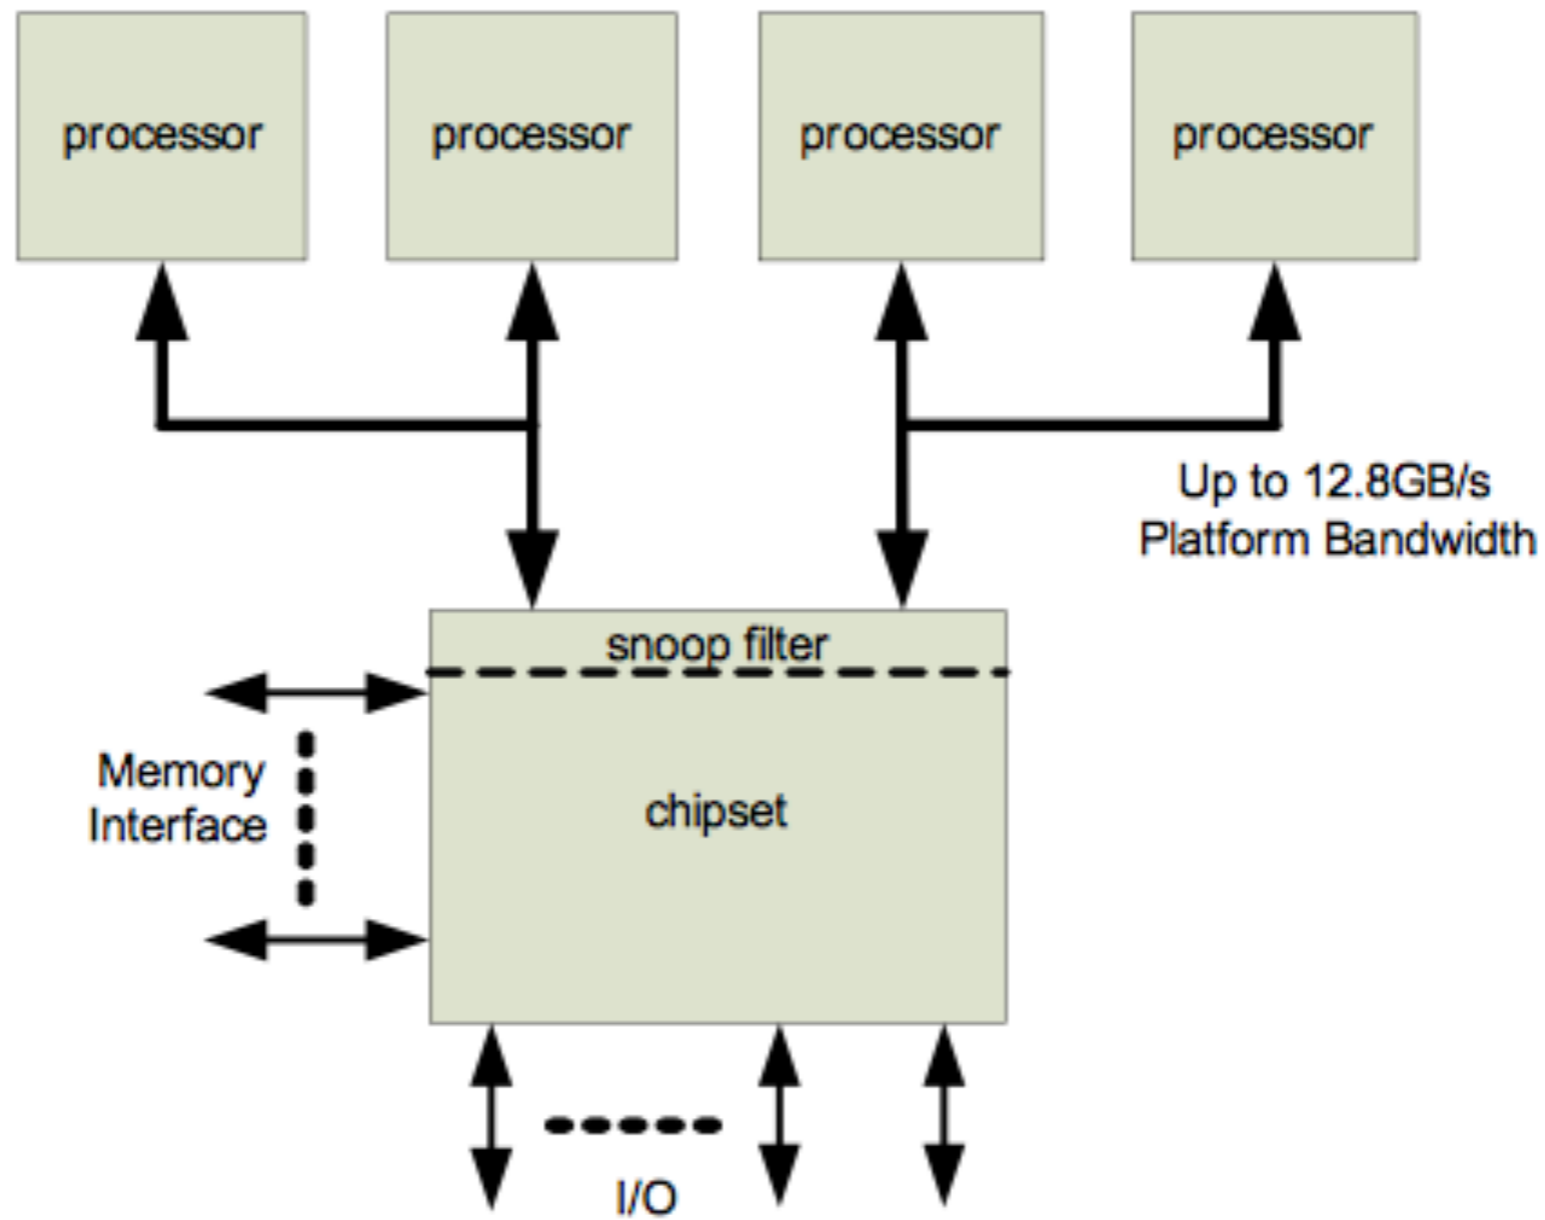 processor
processor
processor
processor
Up to 12.8GB/s
Platform Bandwidth
snoop filter
Memory
Interface
chipset
I/O